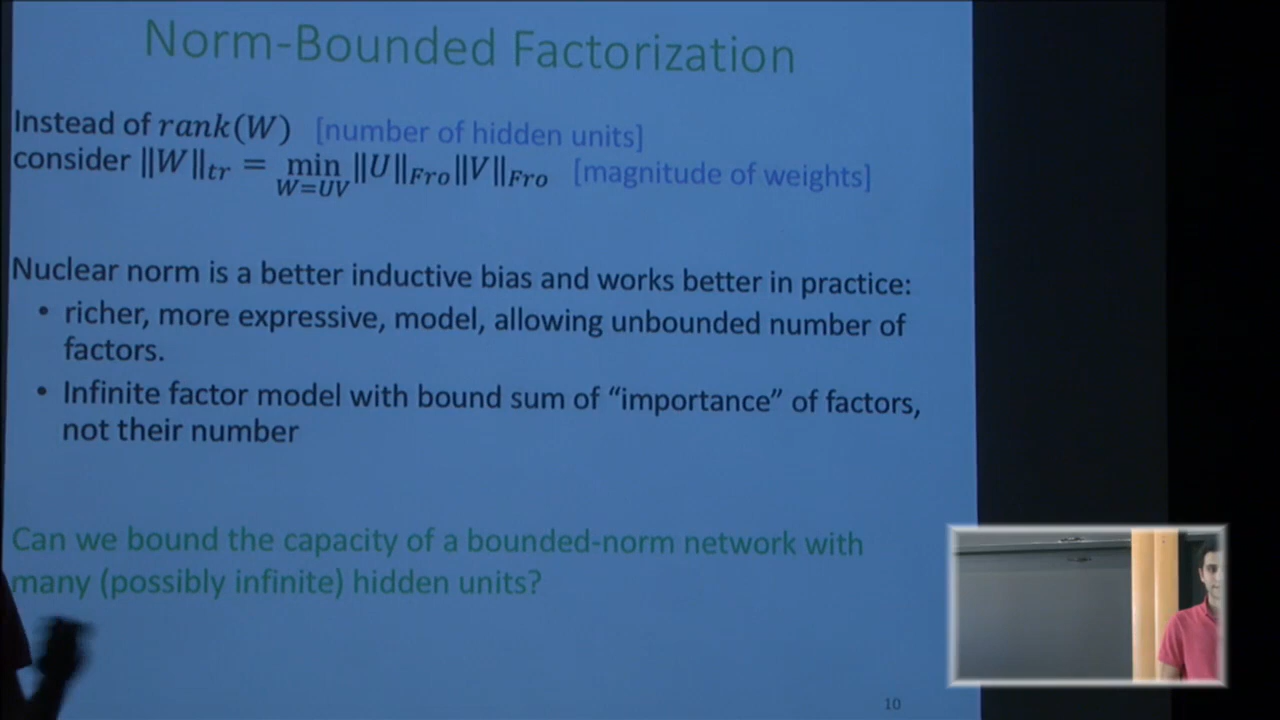 Norm-Bounded Factorization
Instead of rank(W) [number of hidden units]
consider ‖W‖tr = min W=UV ‖U‖Fro‖V‖Fro [magnitude of weights]
Nuclear norm is a better inductive bias and works better in practice:
• richer, more expressive, model, allowing unbounded number of
factors.
• Infinite factor model with bound sum of “importance” of factors,
not their number
Can we bound the capacity of a bounded-norm network with
many (possibly infinite) hidden units?
10